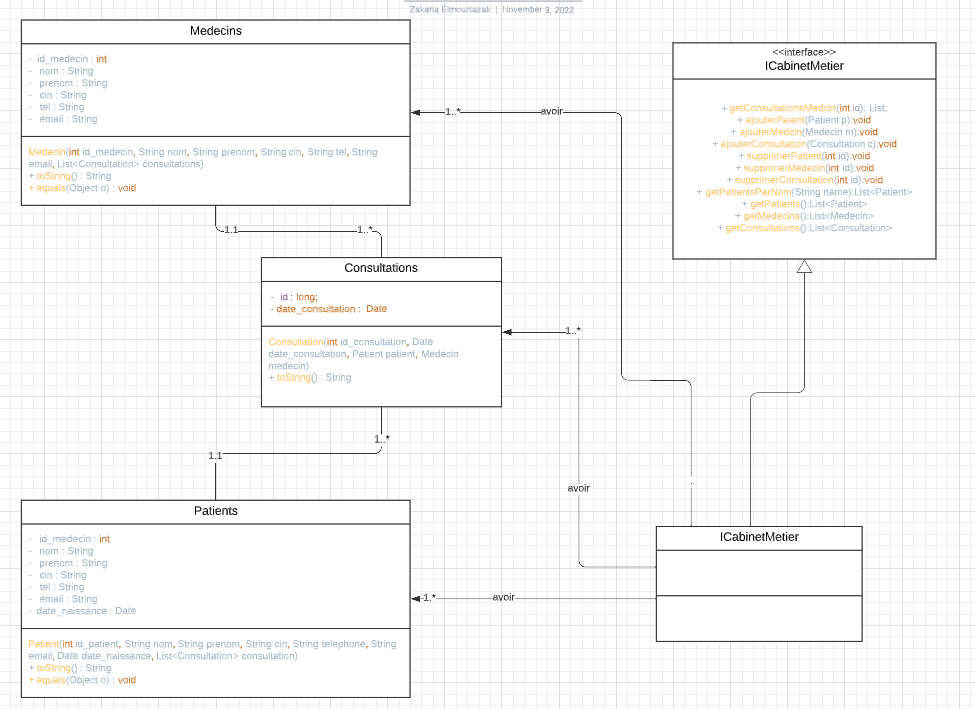 Zakaria Elmourtazak | November 3, 2022
Medecins
- id_medecin : int
- nom : String
- prenom : String
- cin : String
- tel : String
- email : String
Medecin(int id_medecin, String nom, String prenom, String cin, String tel, String
email, List<Consultation> consultations)
+ toString() : String
+ equals(Object o) : void
<<interface>>
ICabinetMetier
+ getConsultationsMedcin(int id): List;
+ ajouterPaient(Patient p):void
+ ajouterMedcin(Medecin m):void
+ ajouterConsultation(Consultation c):void
+ supprimerPatient(int id):void
+ supprimerMedecin(int id):void
+ supprimerConsultation(int id):void
+ getPatientsParNom(String name):List<Patient>
+ getPatients():List<Patient>
+ getMedecins():List<Medecin>
+ getConsultations():List<Consultation>
1..*
avoir
1.1
1..*
Consultations
- id : long;
- date_consultation : Date
Consultation(int id_consultation, Date
date_consultation, Patient patient, Medecin
medecin)
+ toString() : String
1..*
1..*
1.1
avoir
Patients
- id_medecin : int
- nom : String
- prenom : String
- cin : String
- tel : String
- email : String
- date_naissance : Date
Patient(int id_patient, String nom, String prenom, String cin, String telephone, String
email, Date date_naissance, List<Consultation> consultation)
+ toString() : String
+ equals(Object o) : void
ICabinetMetier
1.*
avoir